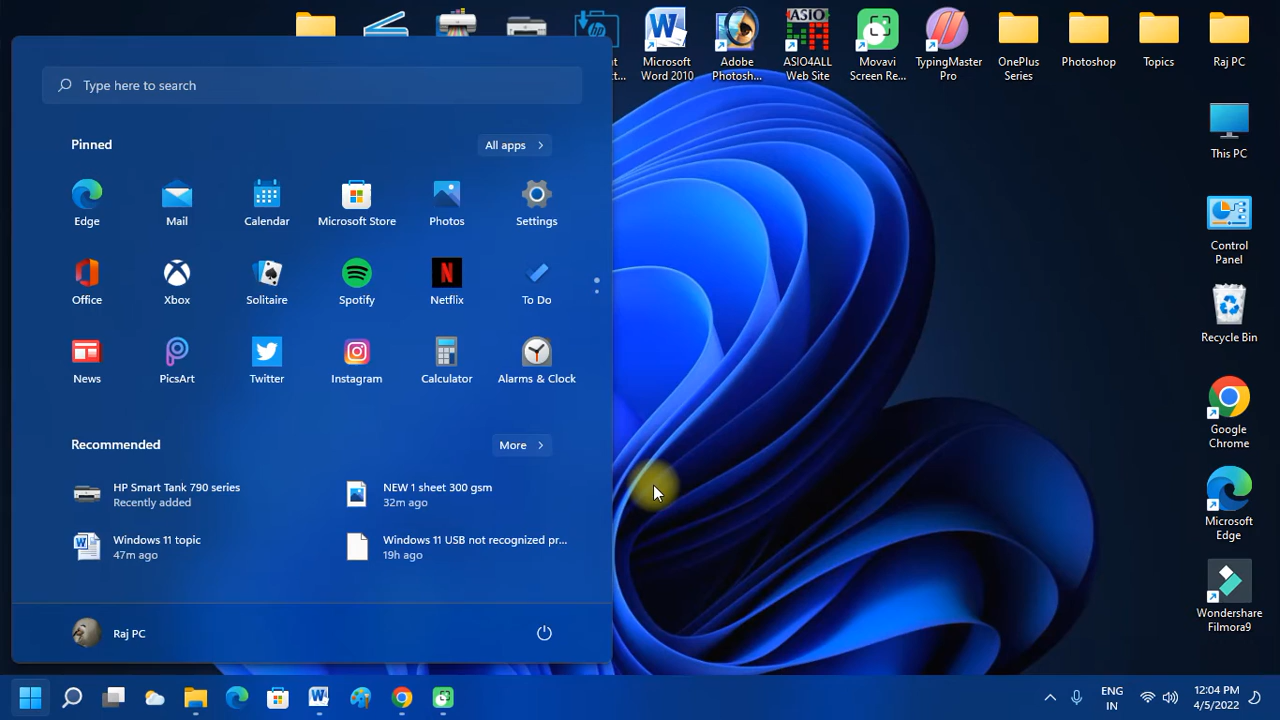 Type here to search
Pinned
All apps
Edge
Mail
Calendar
Microsoft Store
Photos
Settings
Office
Xbox
Solitaire
Spotify
Netflix
To Do
News
PicsArt
Twitter
Instagram
Calculator
Alarms & Clock
Recommended
More
HP Smart Tank 790 series
Recently added
NEW 1 sheet 300 gsm
32m ago
Windows 11 topic
47m ago
Windows 11 USB not recognized pr...
19h ago
Raj PC
Microsoft
Word 2010
Adobe
Photosh...
ASIO
ASIO4ALL
Web Site
Movavi
Screen Re...
TypingMaster
Pro
OnePlus
Series
Photoshop
Topics
Raj PC
This PC
Control
Panel
Recycle Bin
Google
Chrome
Microsoft
Edge
Wondershare
Filmora9
ENG
IN
12:04 PM
4/5/2022